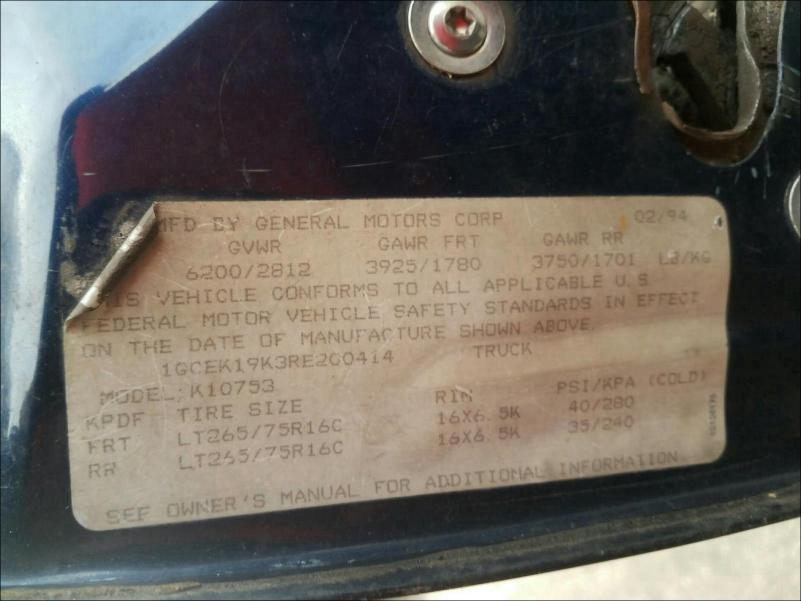 MFD BY GENERAL MOTORS CORP 02/94
GVWR GAWR FRT GAWR RR
6200/2812 3925/1780 3750/1701 LB/KG
THIS VEHICLE CONFORMS TO ALL APPLICABLE U.S.
FEDERAL MOTOR VEHICLE SAFETY STANDARDS IN EFFECT
ON THE DATE OF MANUFACTURE SHOWN ABOVE.
1GCEK19K3RE200414 TRUCK
MODEL: K10753
KPDF TIRE SIZE RIM PSI/KPA (COLD)
FRT LT265/75R16C 16X6.5K 40/280
RR LT265/75R16C 16X6.5K 35/240
SEE OWNER'S MANUAL FOR ADDITIONAL INFORMATION